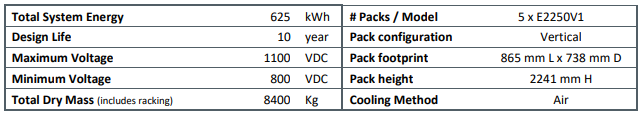 Total System Energy 625 kWh # Packs / Model 5 x E2250V1
Design Life 10 year Pack configuration Vertical
Maximum Voltage 1100 VDC Pack footprint 865 mm L x 738 mm D
Minimum Voltage 800 VDC Pack height 2241 mm H
Total Dry Mass (includes racking) 8400 Kg Cooling Method Air